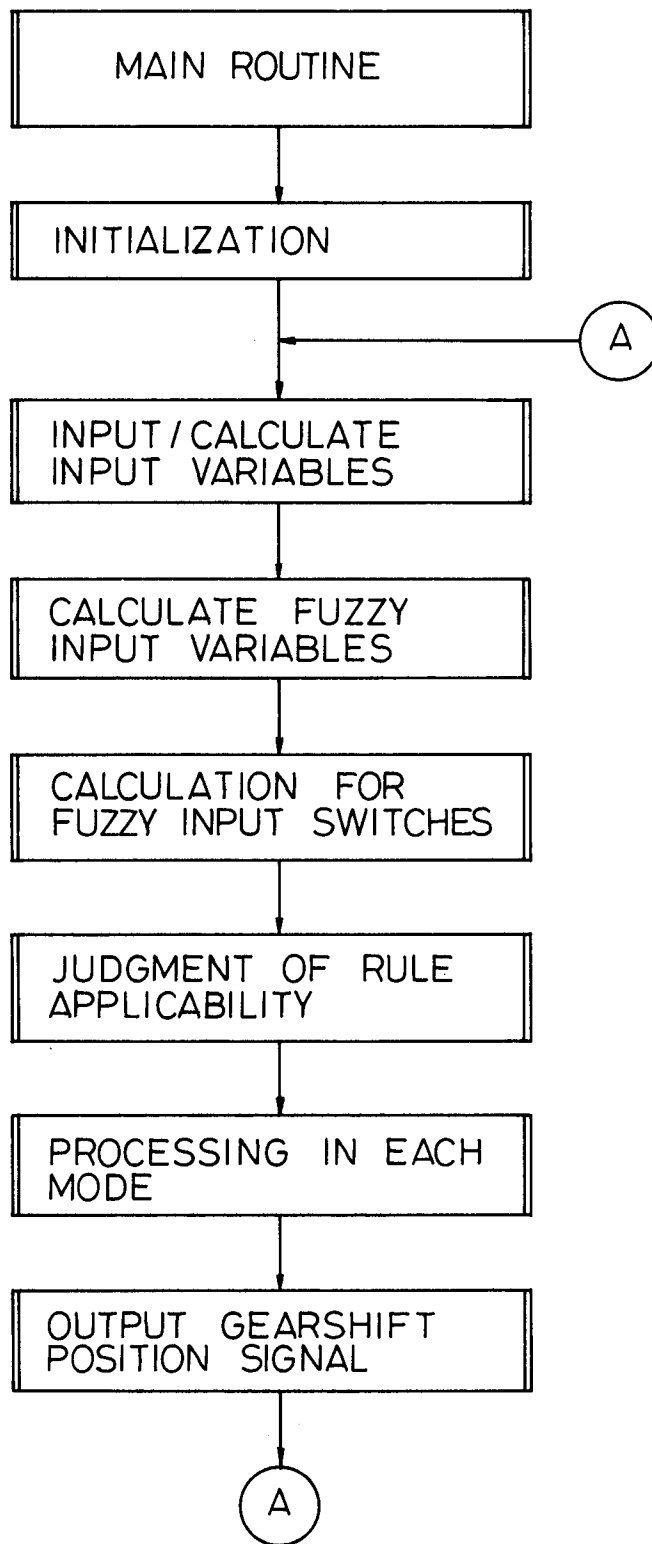 MAIN ROUTINE
INITIALIZATION
A
INPUT/CALCULATE
INPUT VARIABLES
CALCULATE FUZZY
INPUT VARIABLES
CALCULATION FOR
FUZZY INPUT SWITCHES
JUDGMENT OF RULE
APPLICABILITY
PROCESSING IN EACH
MODE
OUTPUT GEARSHIFT
POSITION SIGNAL
A